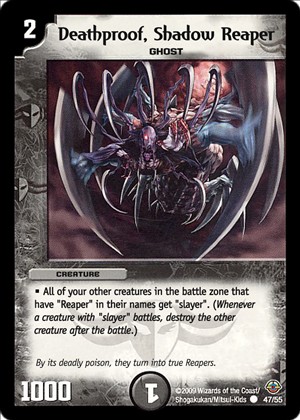 2
Deathproof, Shadow Reaper
GHOST
CREATURE
▪ All of your other creatures in the battle zone that
have "Reaper" in their names get "slayer". (Whenever
a creature with "slayer" battles, destroy the other
creature after the battle.)
By its deadly poison, they turn into true Reapers.
1000
1
©2009 Wizards of the Coast/
Shogakukan/Mitsui-Kids
47/55